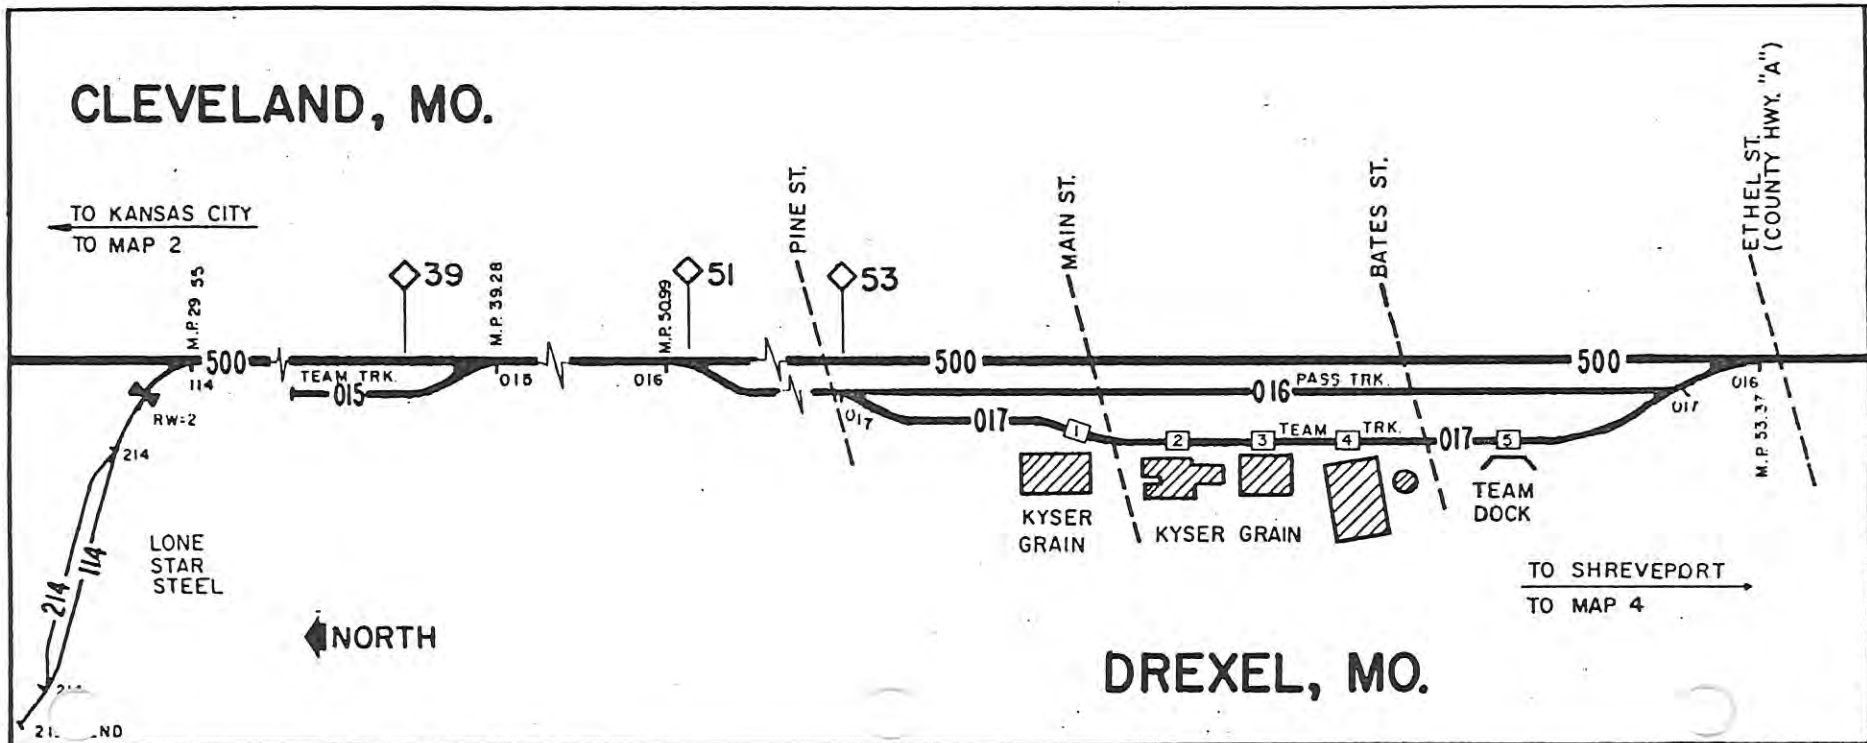 CLEVELAND, MO.
TO KANSAS CITY
TO MAP 2
M.P. 29 55
39
M.P. 39.28
M.P. 50.99
51
PINE ST.
53
MAIN ST.
BATES ST.
ETHEL ST.
(COUNTY HWY. "A")
500
500
500
114
TEAM TRK.
015
015
016
016 PASS TRK.
016
RW=2
017
017
1
2
3
TEAM
4
TRK.
017
5
017
M.P. 53.37
214
KYSER
GRAIN
KYSER GRAIN
TEAM
DOCK
LONE
STAR
STEEL
114
214
TO SHREVEPORT
TO MAP 4
NORTH
DREXEL, MO.